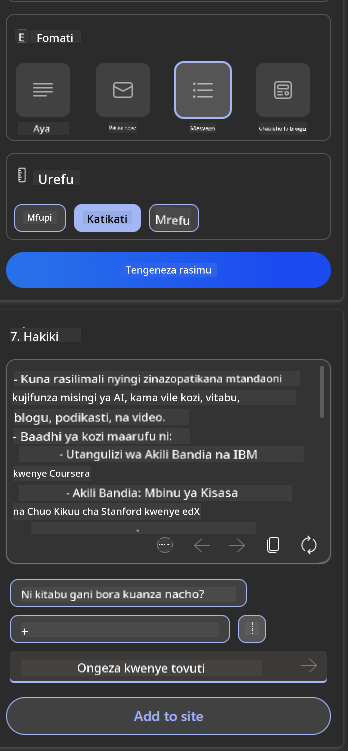 Fomati
Aya
Urefu
Mfupi
Katikati
Mrefu
Tengeneza rasimu
7. Hakiki
- Kuna rasilimali nyingi zinazopatikana mtandaoni
kujifunza misingi ya AI, kama vile kozi, vitabu,
blogu, podikasti, na video.
- Baadhi ya kozi maarufu ni:
- Utangulizi wa Akili Bandia na IBM
kwenye Coursera
- Akili Bandia: Mbinu ya Kisasa
na Chuo Kikuu cha Stanford kwenye edX
Ni kitabu gani bora kuanza nacho?
+
Ongeza kwenye tovuti
Add to site